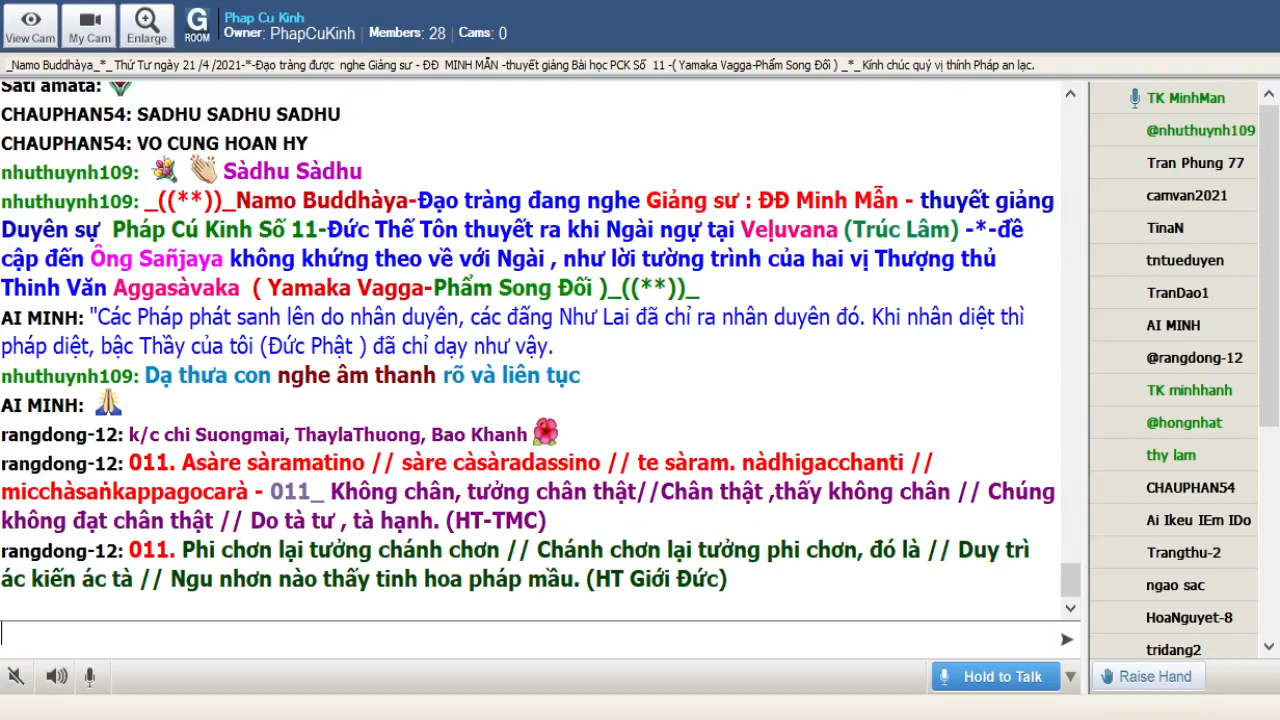 View Cam
My Cam
Enlarge
G
ROOM
Phap Cu Kinh
Owner: PhapCuKinh | Members: 28 | Cams: 0
_Namo Buddhàya_*_ Thứ Tư ngày 21 /4 /2021-*-Đạo tràng được nghe Giảng sư - ĐĐ MINH MẪN -thuyết giảng Bài học PCK Số 11 -( Yamaka Vagga-Phẩm Song Đối ) _*_ Kính chúc quý vị thính Pháp an lạc.
Sati amata:
CHAUPHAN54: SADHU SADHU SADHU
CHAUPHAN54: VO CUNG HOAN HY
nhuthuynh109: Sàdhu Sàdhu
nhuthuynh109: _((**))_Namo Buddhàya-Đạo tràng đang nghe Giảng sư : ĐĐ Minh Mẫn - thuyết giảng
Duyên sự Pháp Cú Kinh Số 11-Đức Thế Tôn thuyết ra khi Ngài ngự tại Veḷuvana (Trúc Lâm) -*-đề
cập đến Ông Sañjaya không khứng theo về với Ngài , như lời tường trình của hai vị Thượng thủ
Thinh Văn Aggasàvaka ( Yamaka Vagga-Phẩm Song Đối )_((**))_
AI MINH: "Các Pháp phát sanh lên do nhân duyên, các đấng Như Lai đã chỉ ra nhân duyên đó. Khi nhân diệt thì
pháp diệt, bậc Thầy của tôi (Đức Phật ) đã chỉ dạy như vậy.
nhuthuynh109: Dạ thưa con nghe âm thanh rõ và liên tục
AI MINH:
rangdong-12: k/c chi Suongmai, ThaylaThuong, Bao Khanh
rangdong-12: 011. Asàre sàramatino // sàre càsàradassino // te sàram. nàdhigacchanti //
micchàsaṅkappagocarà - 011_ Không chân, tưởng chân thật//Chân thật ,thấy không chân // Chúng
không đạt chân thật // Do tà tư , tà hạnh. (HT-TMC)
rangdong-12: 011. Phi chơn lại tưởng chánh chơn // Chánh chơn lại tưởng phi chơn, đó là // Duy trì
ác kiến ác tà // Ngu nhơn nào thấy tinh hoa pháp mầu. (HT Giới Đức)
Hold to Talk
TK MinhMan
@nhuthuynh109
Tran Phung 77
camvan2021
TinaN
tntueduyen
TranDao1
AI MINH
@rangdong-12
TK minhhanh
@hongnhat
thy lam
CHAUPHAN54
Ai Ikeu IEm IDo
Trangthu-2
ngao sac
HoaNguyet-8
tridang2
Raise Hand